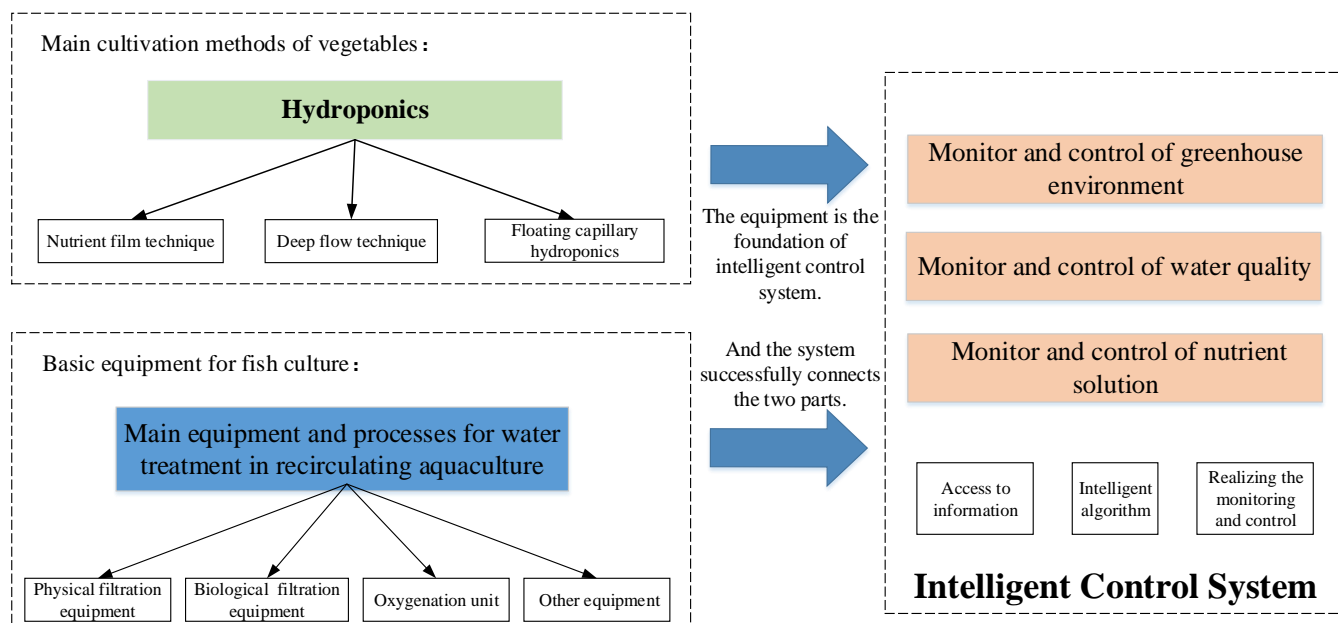 Main cultivation methods of vegetables：
Hydroponics
Nutrient film technique
Deep flow technique
Floating capillary
hydroponics
Basic equipment for fish culture：
Main equipment and processes for water
treatment in recirculating aquaculture
Physical filtration
equipment
Biological filtration
equipment
Oxygenation unit
Other equipment
The equipment is the
foundation of
intelligent control
system.
And the system
successfully connects
the two parts.
Monitor and control of greenhouse
environment
Monitor and control of water quality
Monitor and control of nutrient
solution
Access to
information
Intelligent
algorithm
Realizing the
monitoring
and control
Intelligent Control System